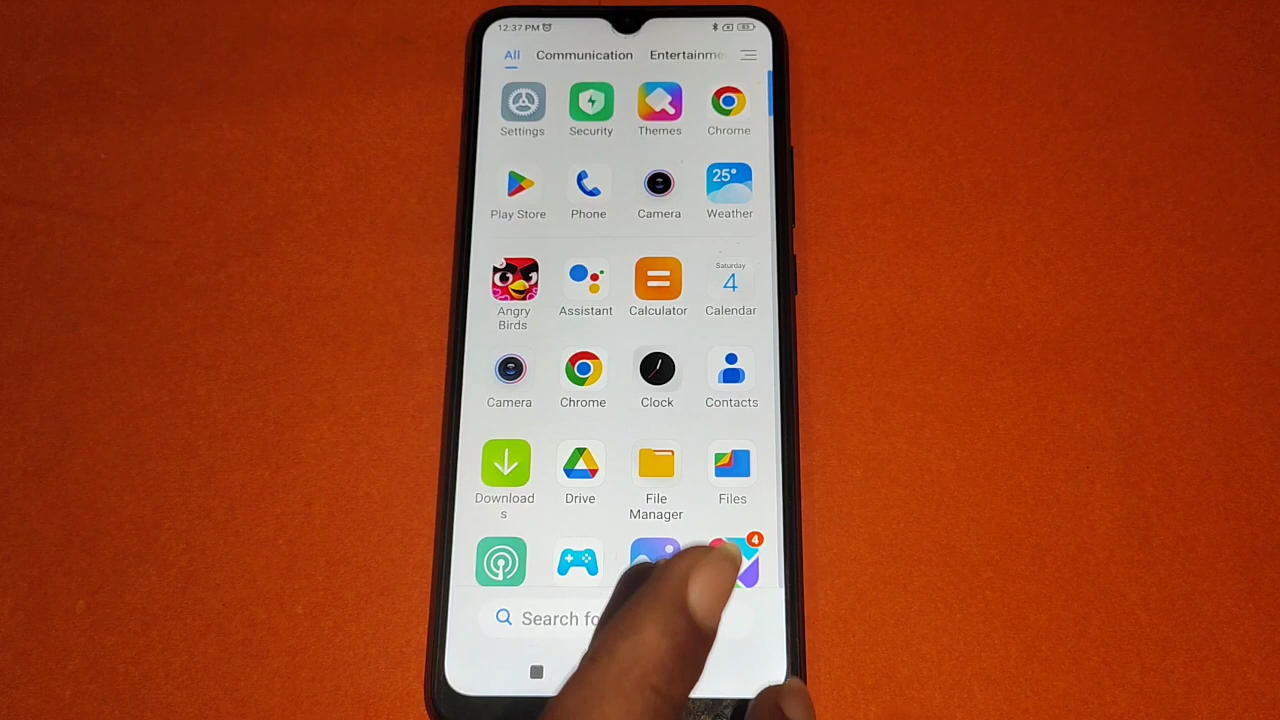 12:37 PM 83
All Communication Entertainme
Settings Security Themes Chrome
25°
Play Store Phone Camera Weather
Saturday
4
Angry Assistant Calculator Calendar
Birds
Camera Chrome Clock Contacts
Download Drive File Files
s Manager
4
Search fo